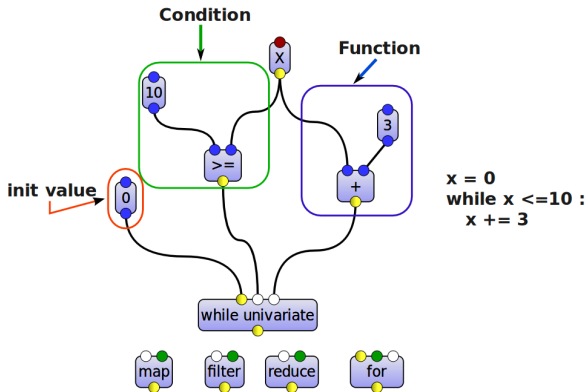 Condition
X
Function
10
3
>=
+
init value
0
x = 0
while x <=10 :
x += 3
while univariate
map
filter
reduce
for